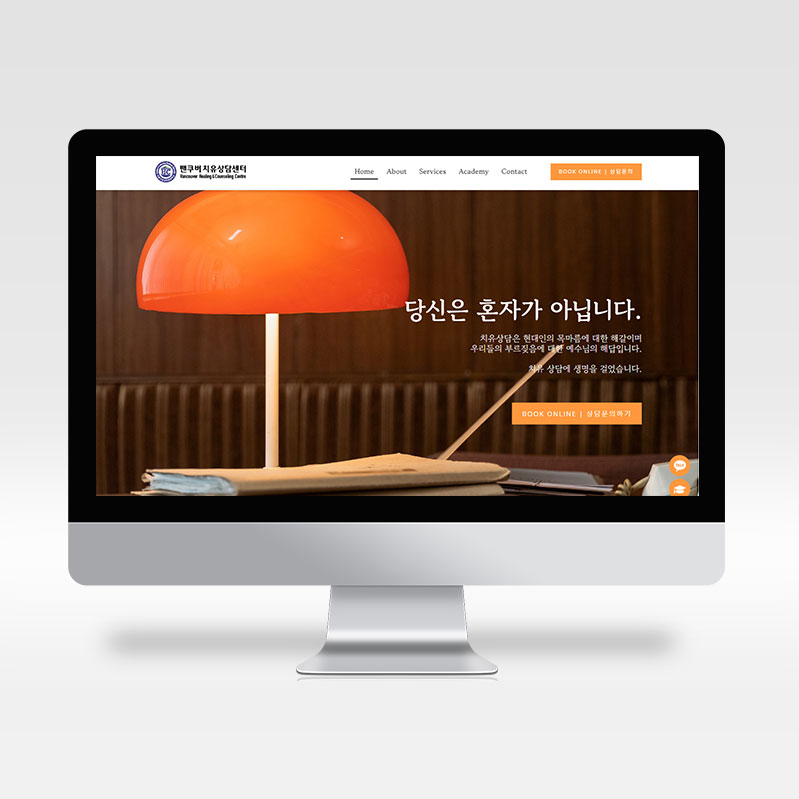 밴쿠버 치유상담센터
Vancouver Healing & Counseling Centre
Home About Services Academy Contact
BOOK ONLINE | 상담문의
당신은 혼자가 아닙니다.
치유상담은 현대인의 목마름에 대한 해갈이며
우리들의 부르짖음에 대한 예수님의 해답입니다.
치유 상담에 생명을 걸었습니다.
BOOK ONLINE | 상담문의하기